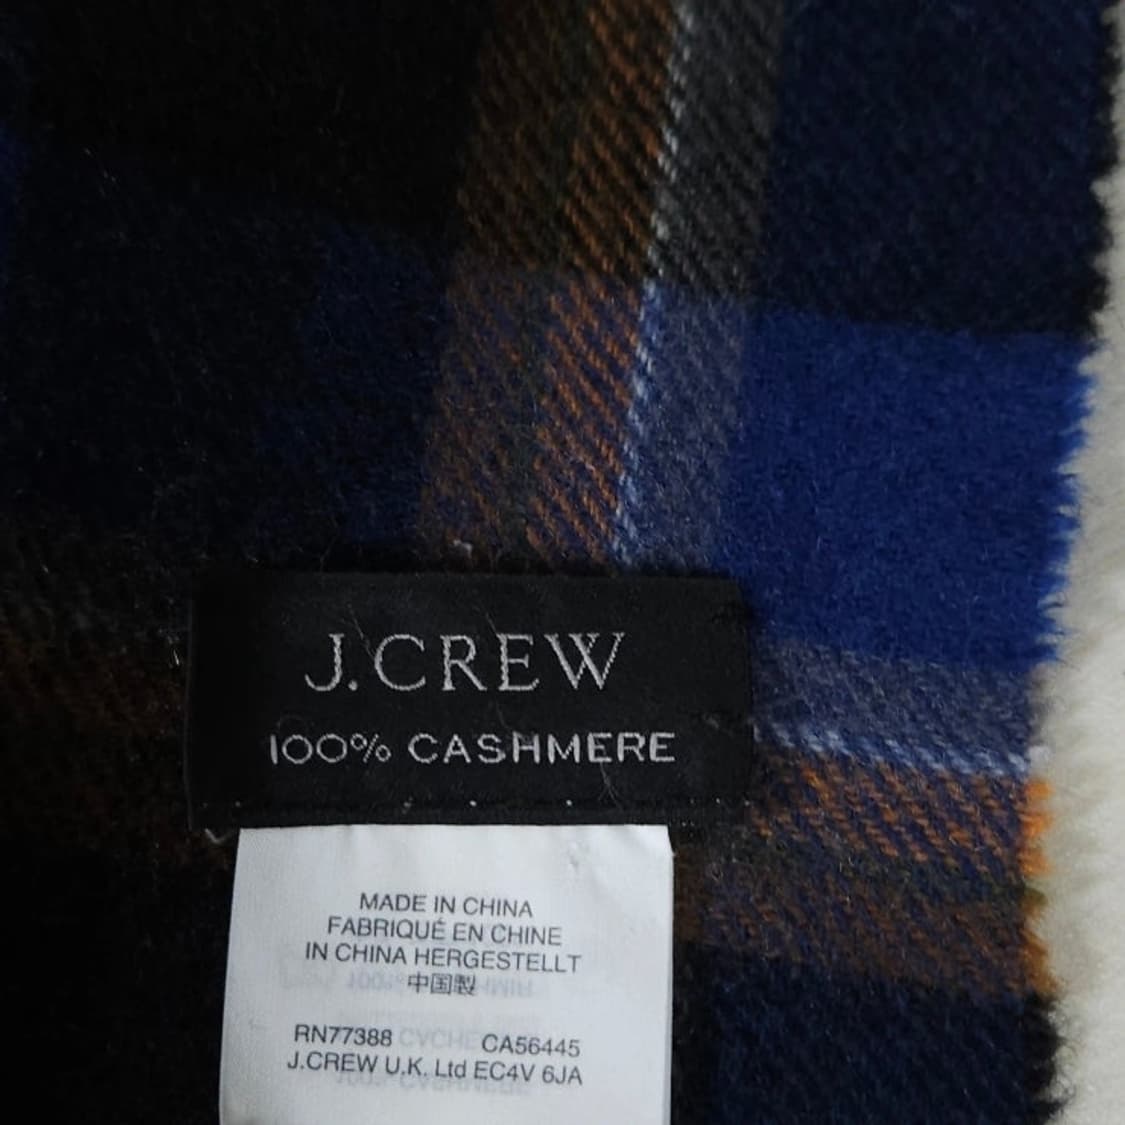 J.CREW
100% CASHMERE
MADE IN CHINA
FABRIQUÉ EN CHINE
IN CHINA HERGESTELLT
中国製
RN77388 CA56445
J.CREW U.K. Ltd EC4V 6JA